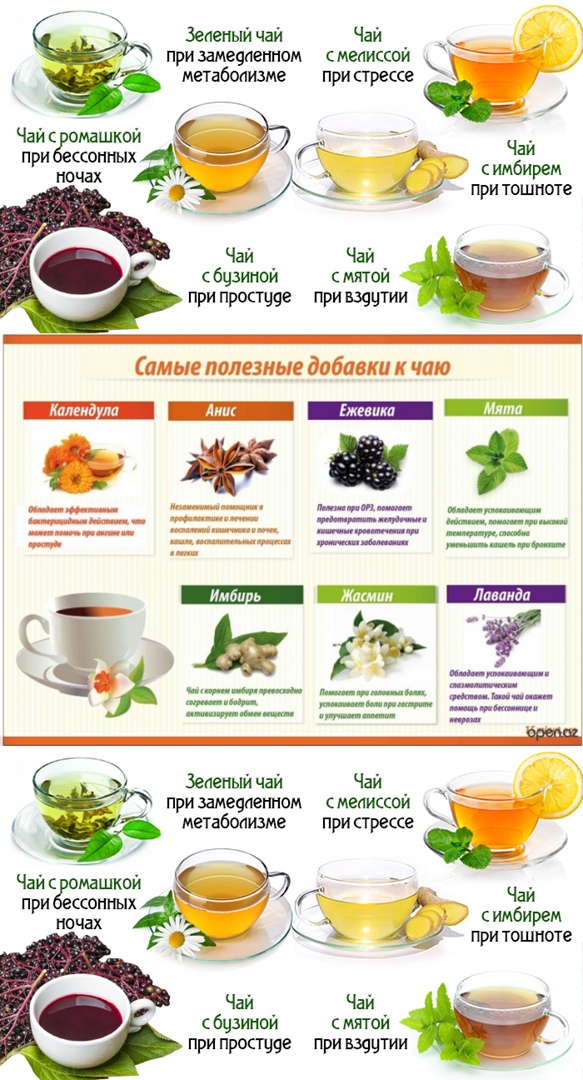 Зеленый чай
при замедленном
метаболизме
Чай
с мелиссой
при стрессе
Чай с ромашкой
при бессонных
ночах
Чай
с имбирем
при тошноте
Чай
с бузиной
при простуде
Чай
с мятой
при вздутии
Самые полезные добавки к чаю
Календула
Обладает эффективным
бактерицидным действием, что
может помочь при ангине или
простуде
Анис
Незаменимый помощник в
профилактике и лечении
воспалений кишечника и почек,
кашле, воспалительных процессах
в легких
Ежевика
Полезна при ОРЗ, помогает
предотвратить желудочные и
кишечные кровотечения при
хронических заболеваниях
Мята
Обладает успокаивающим
действием, помогает при высокой
температуре, способна
уменьшить кашель при бронхите
Имбирь
Чай с корнем имбиря превосходно
согревает и бодрит,
активизирует обмен веществ
Жасмин
Помогает при головных болях,
успокаивает боли при гастрите
и улучшает аппетит
Лаванда
Обладает успокаивающим и
спазмолитическим
средством. Такой чай окажет
помощь при бессоннице и
неврозах
open.az
Зеленый чай
при замедленном
метаболизме
Чай
с мелиссой
при стрессе
Чай с ромашкой
при бессонных
ночах
Чай
с имбирем
при тошноте
Чай
с бузиной
при простуде
Чай
с мятой
при вздутии